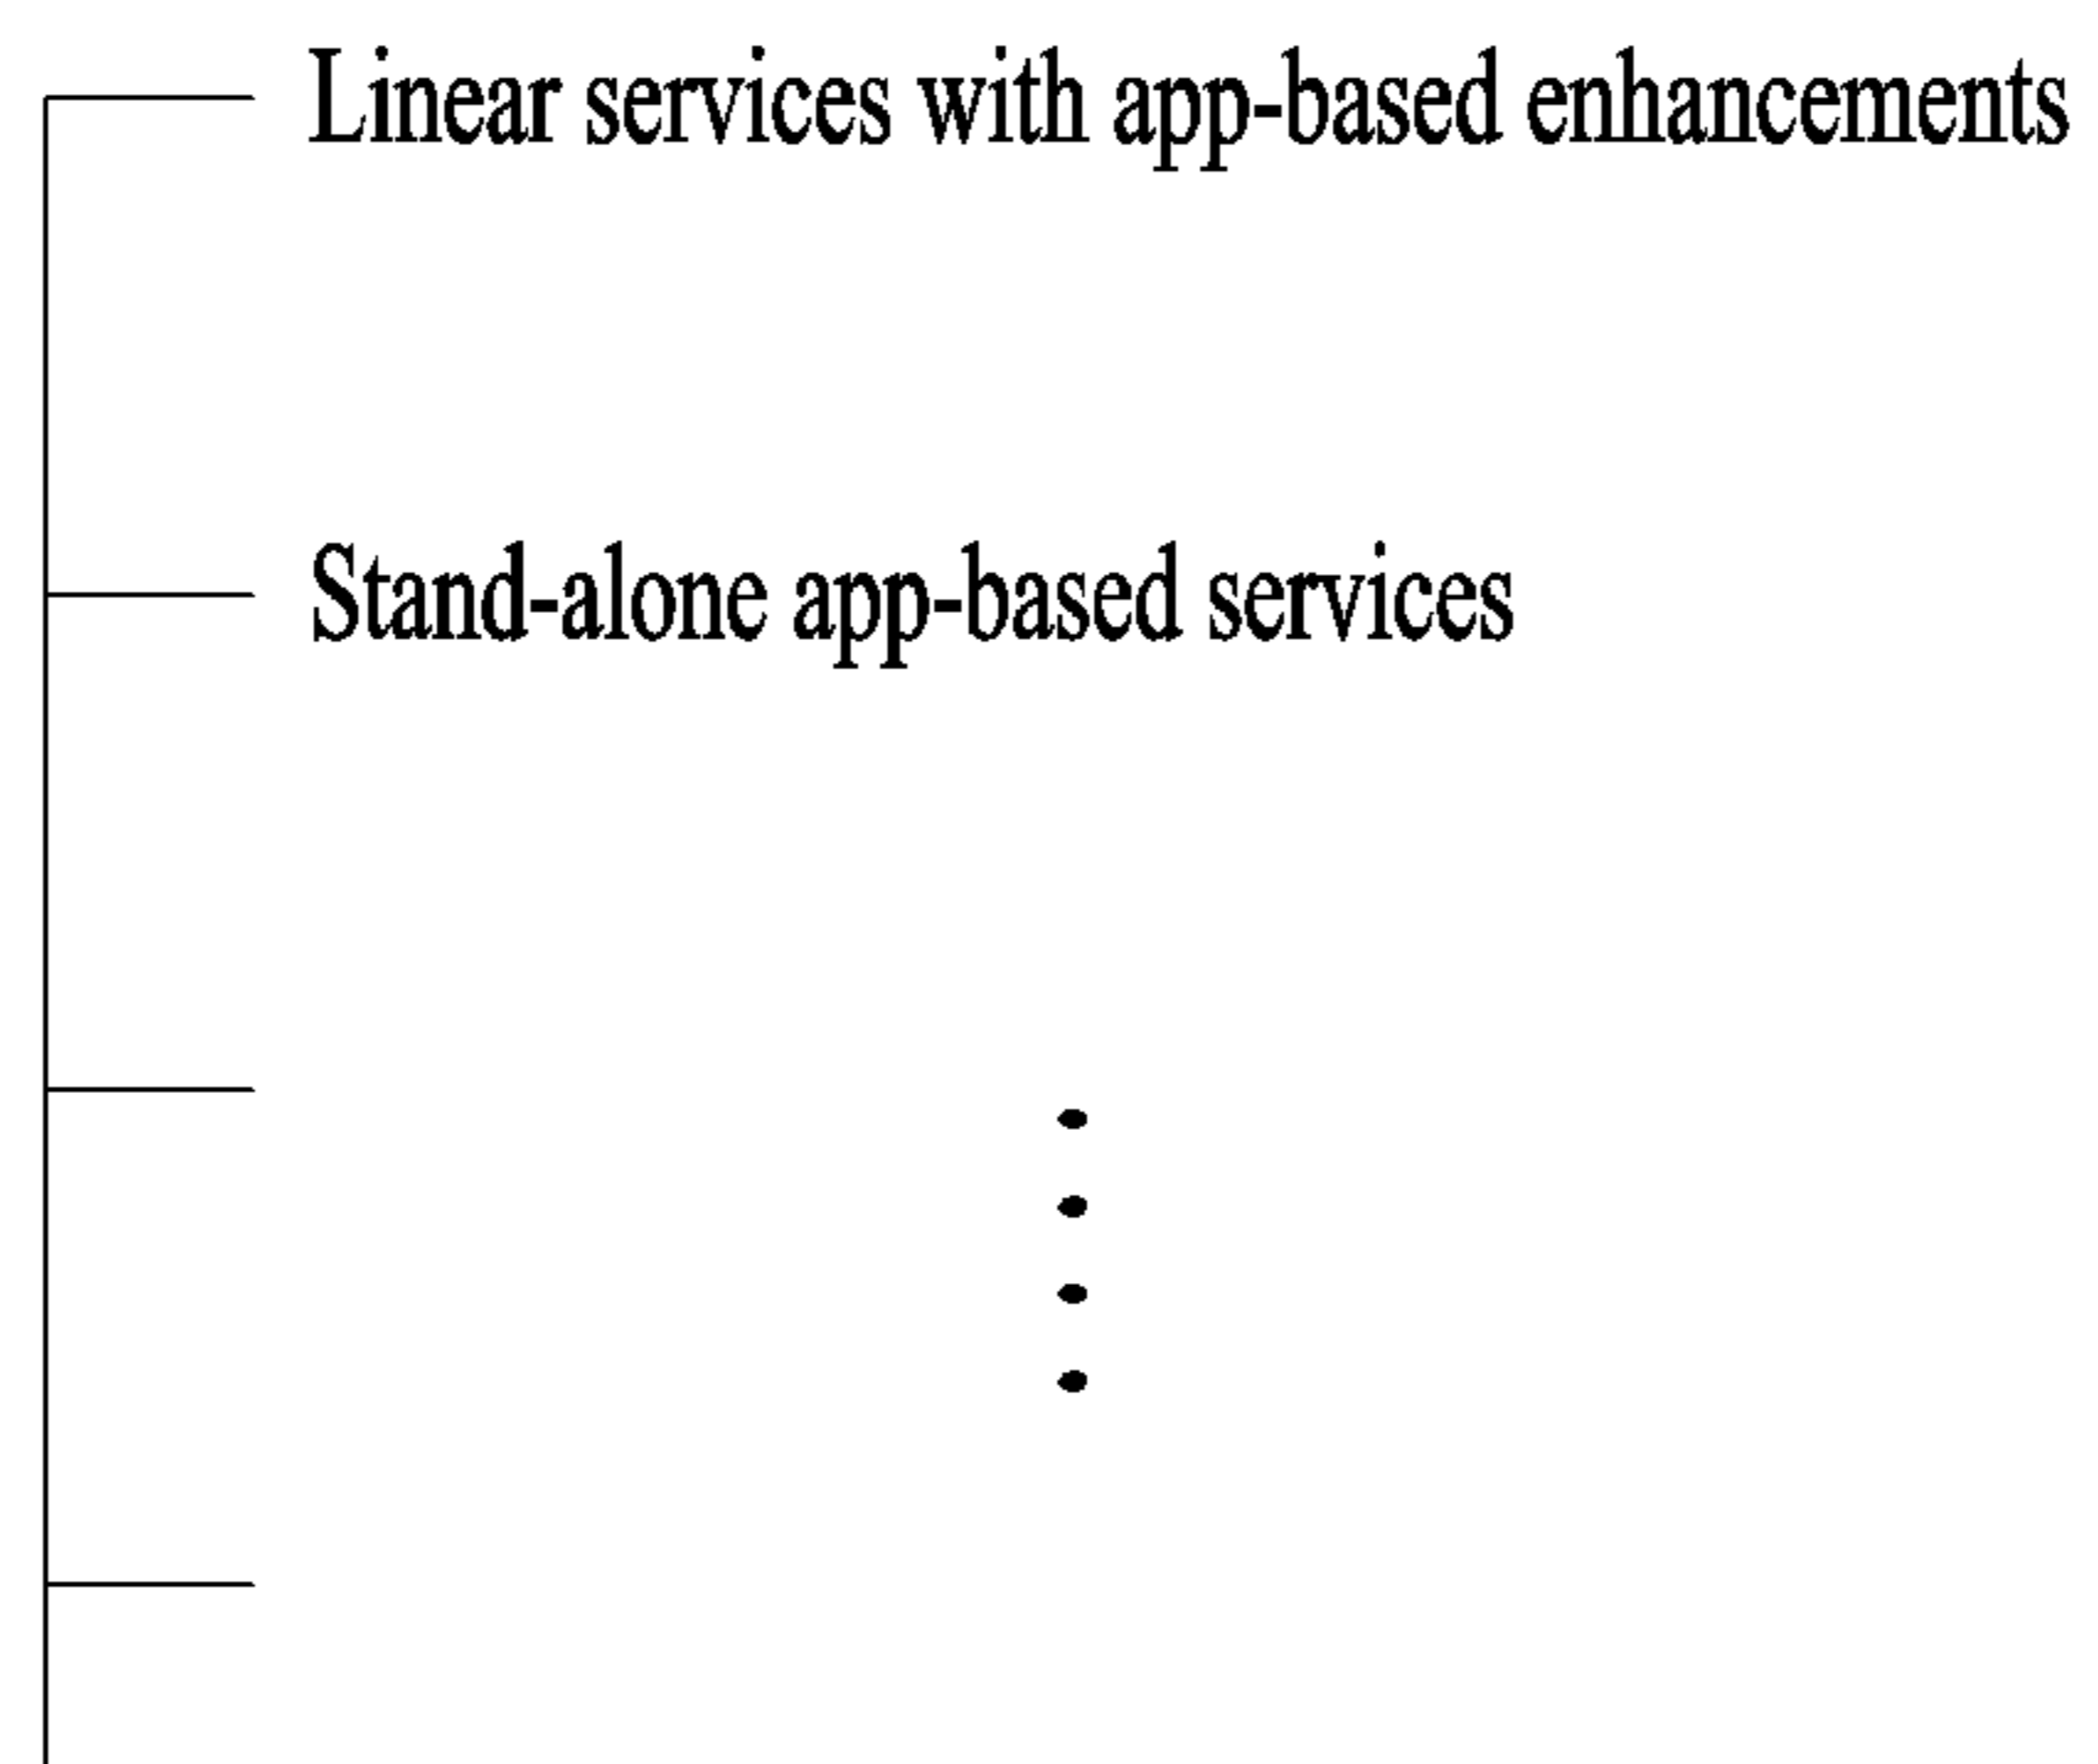 Linear services with app-based enhancements
Stand-alone app-based services